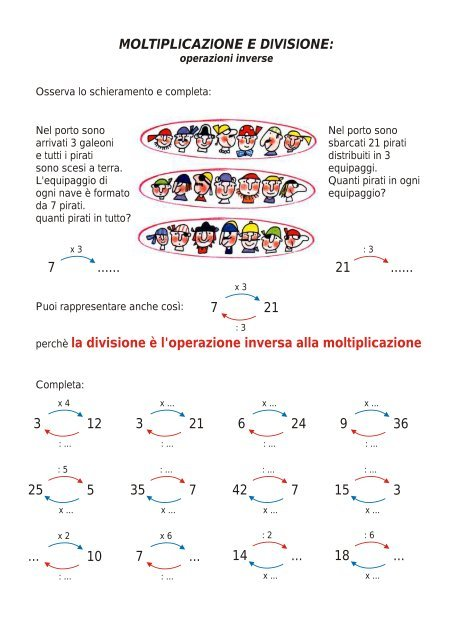 MOLTIPLICAZIONE E DIVISIONE:
operazioni inverse
Osserva lo schieramento e completa:
Nel porto sono
arrivati 3 galeoni
e tutti i pirati
sono scesi a terra.
L'equipaggio di
ogni nave è formato
da 7 pirati.
quanti pirati in tutto?
Nel porto sono
sbarcati 21 pirati
distribuiti in 3
equipaggi.
Quanti pirati in ogni
equipaggio?
x 3
7 ......
: 3
21 ......
Puoi rappresentare anche così:
x 3
7 21
: 3
perchè la divisione è l'operazione inversa alla moltiplicazione
Completa:
x 4 x ... x ... x ...
3 12 3 21 6 24 9 36
: ... : ... : ... : ...
: 5 : ... : ... : ...
25 5 35 7 42 7 15 3
x ... x ... x ... x ...
x 2 x 6 : 2 : 6
... 10 7 ... 14 ... 18 ...
: ... : ... x ... x ...